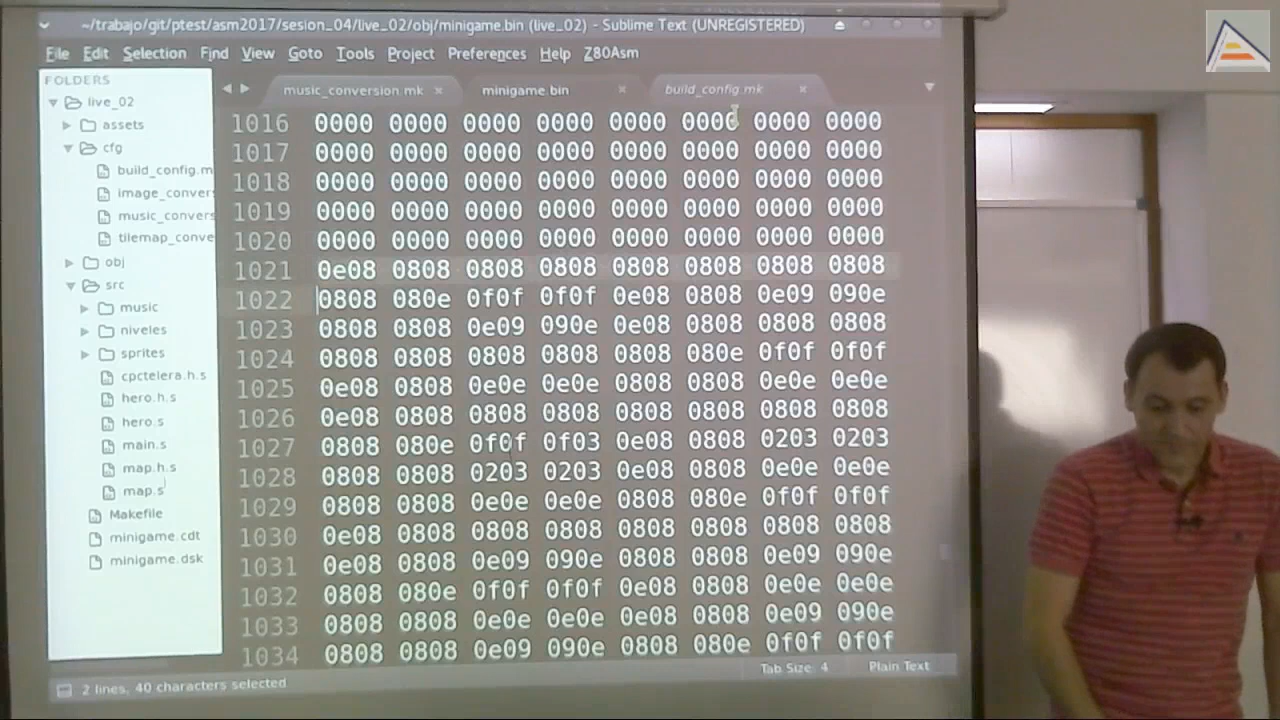 ~/trabajo/git/ptest/asm2017/sesion_04/live_02/obj/minigame.bin (live_02) - Sublime Text (UNREGISTERED)
File Edit Selection Find View Goto Tools Project Preferences Help Z80Asm
FOLDERS
live_02
assets
cfg
build_config.m
image_conver
music_convers
tilemap_conve
obj
src
music
niveles
sprites
cpctelera.h.s
hero.h.s
hero.s
main.s
map.h.s
map.s
Makefile
minigame.cdt
minigame.dsk
music_conversion.mk × minigame.bin × build_config.mk ×
1016 0000 0000 0000 0000 0000 0000 0000 0000
1017 0000 0000 0000 0000 0000 0000 0000 0000
1018 0000 0000 0000 0000 0000 0000 0000 0000
1019 0000 0000 0000 0000 0000 0000 0000 0000
1020 0000 0000 0000 0000 0000 0000 0000 0000
1021 0e08 0808 0808 0808 0808 0808 0808 0808
1022 0808 080e 0f0f 0f0f 0e08 0808 0e09 090e
1023 0808 0808 0e09 090e 0e08 0808 0808 0808
1024 0808 0808 0808 0808 0808 080e 0f0f 0f0f
1025 0e08 0808 0e0e 0e0e 0808 0808 0e0e 0e0e
1026 0e08 0808 0808 0808 0808 0808 0808 0808
1027 0808 080e 0f0f 0f03 0e08 0808 0203 0203
1028 0808 0808 0203 0203 0e08 0808 0e0e 0e0e
1029 0808 0808 0e0e 0e0e 0808 080e 0f0f 0f0f
1030 0e08 0808 0808 0808 0808 0808 0808 0808
1031 0e08 0808 0e09 090e 0808 0808 0e09 090e
1032 0808 080e 0f0f 0f0f 0e08 0808 0e0e 0e0e
1033 0808 0808 0e0e 0e0e 0e08 0808 0e09 090e
1034 0808 0808 0e09 090e 0808 080e 0f0f 0f0f
2 lines, 40 characters selected
Tab Size: 4 Plain Text